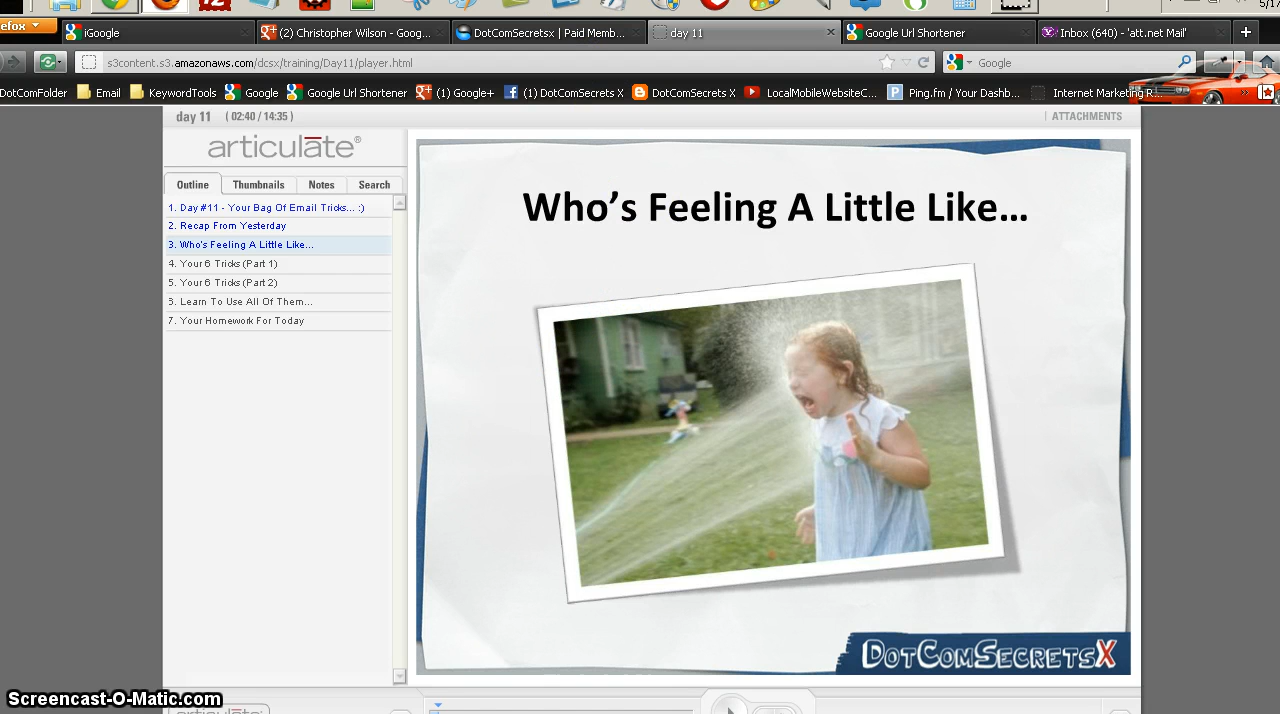 5/17
efox
iGoogle
(2) Christopher Wilson - Goog...
DotComSecretsx | Paid Memb...
day 11
Google Url Shortener
Inbox (640) - 'att.net Mail'
s3content.s3.amazonaws.com
training/Day11/player.html
Google
DotComFolder
Email
KeywordTools
Google
Google Url Shortener
(1) Google+
(1) DotComSecrets X
DotComSecrets X
LocalMobileWebsiteC...
Ping.fm / Your Dashb...
Internet Marketing R...
day 11 ( 02:40 / 14:35 )
ATTACHMENTS
articulate®
Outline Thumbnails Notes Search
1. Day #11 - Your Bag Of Email Tricks... :)
2. Recap From Yesterday
3. Who's Feeling A Little Like...
4. Your 6 Tricks (Part 1)
5. Your 6 Tricks (Part 2)
Learn To Use All Of Them...
7. Your Homework For Today
Who's Feeling A Little Like...
DOTCOMSECRETSX
Screencast-O-Matic.com
articulate